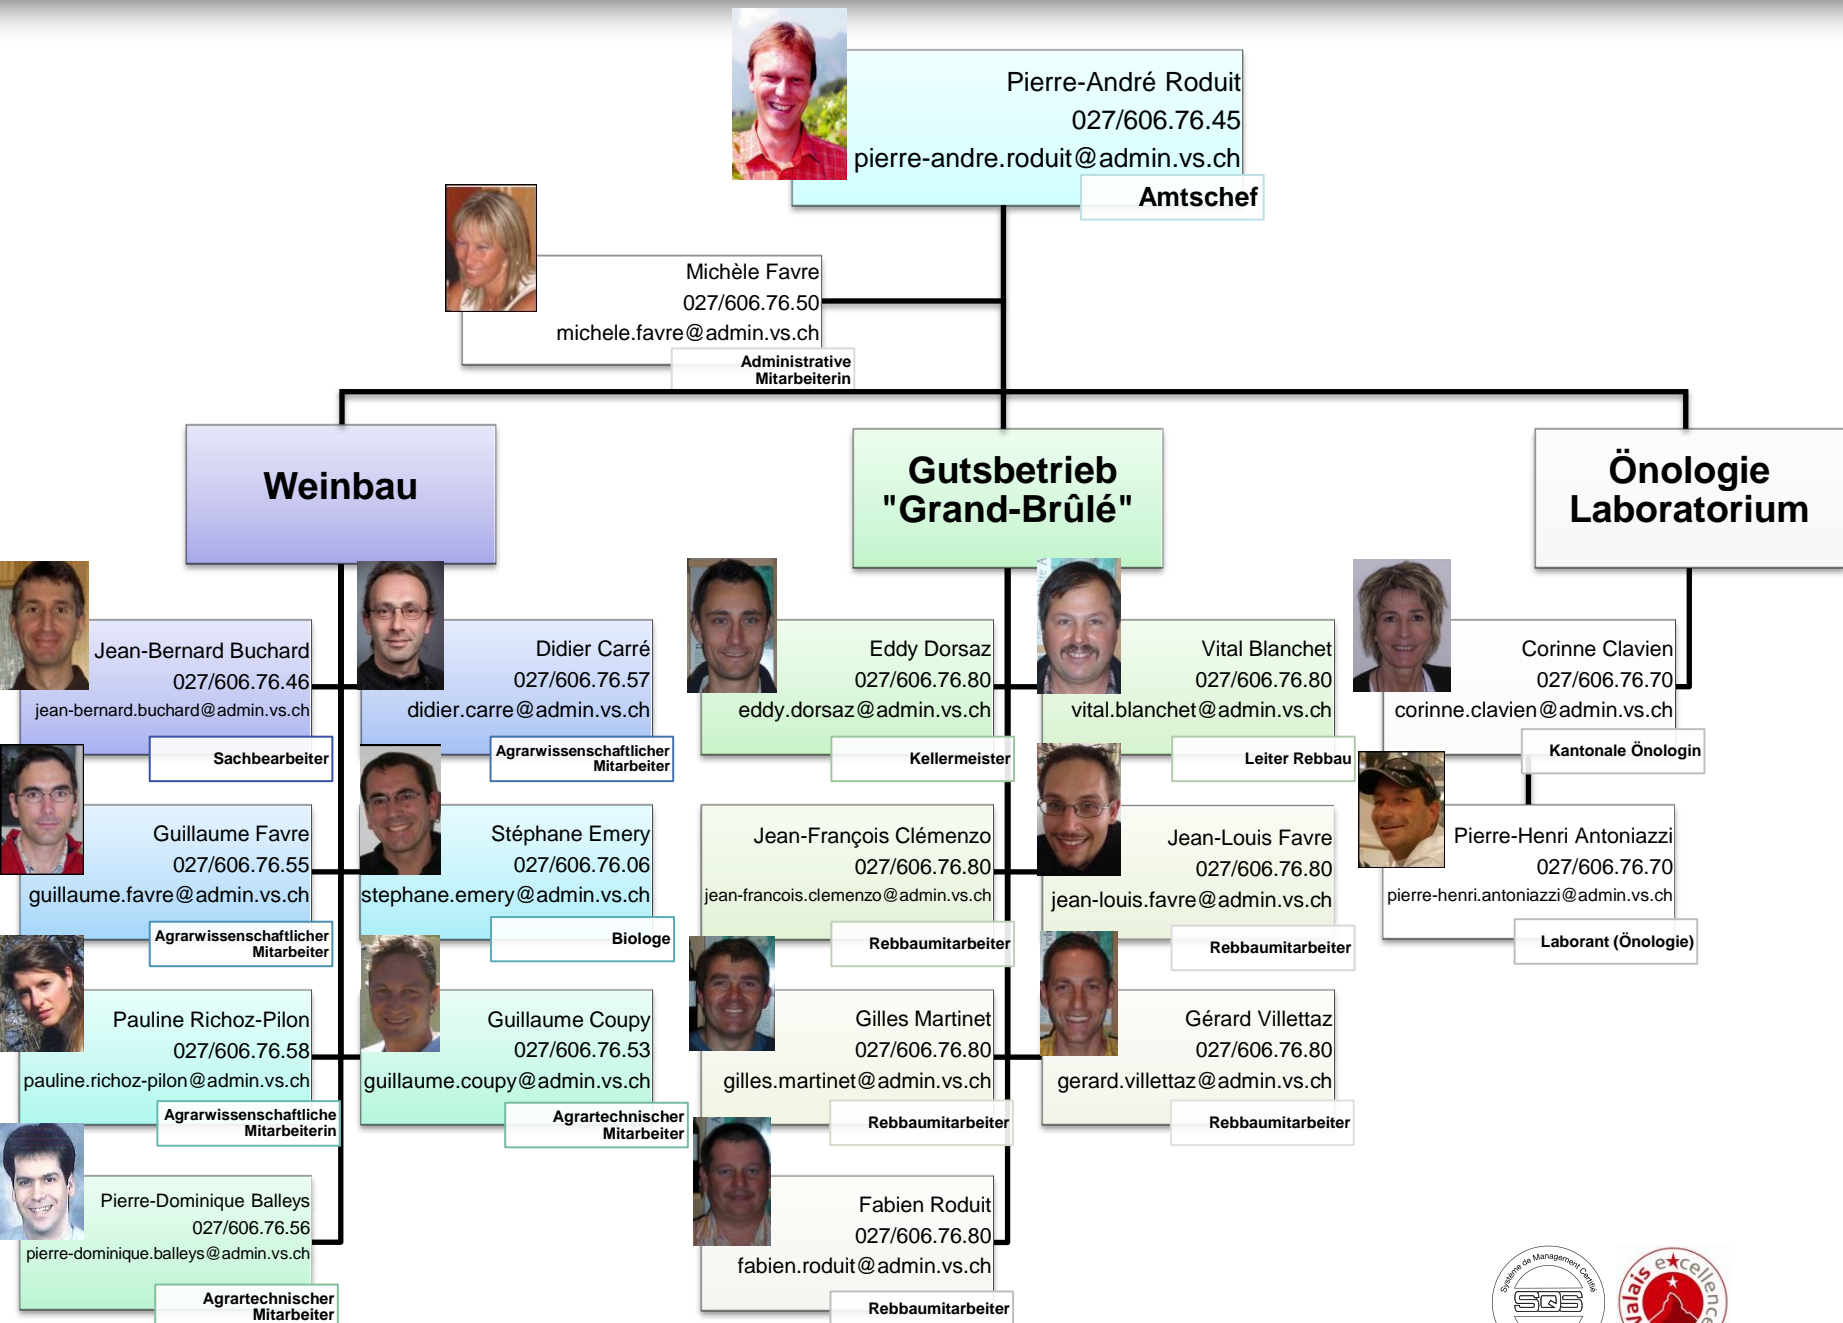 Pierre-André Roduit
027/606.76.45
pierre-andre.roduit@admin.vs.ch
Amtschef
Michèle Favre
027/606.76.50
michele.favre@admin.vs.ch
Administrative
Mitarbeiterin
Weinbau
Jean-Bernard Buchard
027/606.76.46
jean-bernard.buchard@admin.vs.ch
Sachbearbeiter
Didier Carré
027/606.76.57
didier.carre@admin.vs.ch
Agrarwissenschaftlicher
Mitarbeiter
Guillaume Favre
027/606.76.55
guillaume.favre@admin.vs.ch
Agrarwissenschaftlicher
Mitarbeiter
Stéphane Emery
027/606.76.06
stephane.emery@admin.vs.ch
Biologe
Pauline Richoz-Pilon
027/606.76.58
pauline.richoz-pilon@admin.vs.ch
Agrarwissenschaftliche
Mitarbeiterin
Guillaume Coupy
027/606.76.53
guillaume.coupy@admin.vs.ch
Agrartechnischer
Mitarbeiter
Pierre-Dominique Balleys
027/606.76.56
pierre-dominique.balleys@admin.vs.ch
Agrartechnischer
Mitarbeiter
Gutsbetrieb
"Grand-Brûlé"
Eddy Dorsaz
027/606.76.80
eddy.dorsaz@admin.vs.ch
Kellermeister
Vital Blanchet
027/606.76.80
vital.blanchet@admin.vs.ch
Leiter Rebbau
Jean-François Clémenzo
027/606.76.80
jean-francois.clemenzo@admin.vs.ch
Rebbaumitarbeiter
Jean-Louis Favre
027/606.76.80
jean-louis.favre@admin.vs.ch
Rebbaumitarbeiter
Gilles Martinet
027/606.76.80
gilles.martinet@admin.vs.ch
Rebbaumitarbeiter
Gérard Villettaz
027/606.76.80
gerard.villettaz@admin.vs.ch
Rebbaumitarbeiter
Fabien Roduit
027/606.76.80
fabien.roduit@admin.vs.ch
Rebbaumitarbeiter
Önologie
Laboratorium
Corinne Clavien
027/606.76.70
corinne.clavien@admin.vs.ch
Kantonale Önologin
Pierre-Henri Antoniazzi
027/606.76.70
pierre-henri.antoniazzi@admin.vs.ch
Laborant (Önologie)
Système de Management Certifié
SQS
Valais excellence